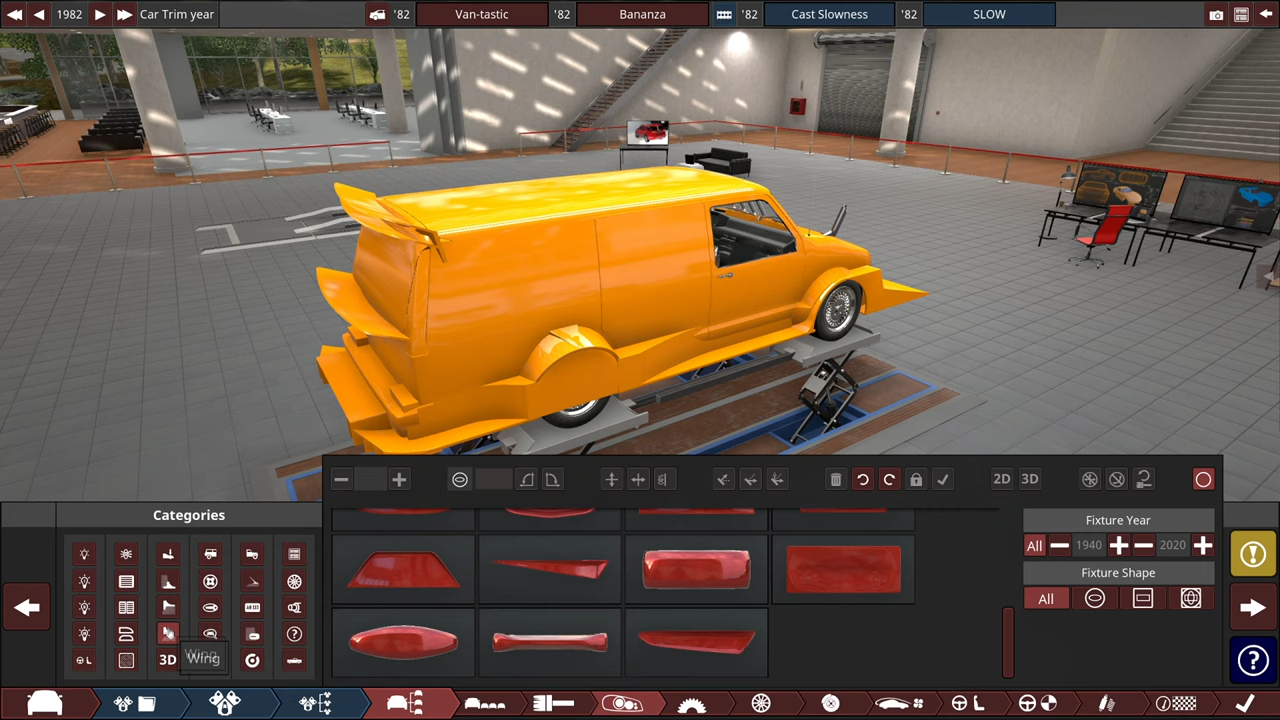 1982 Car Trim year '82 Van-tastic '82 Bananza '82 Cast Slowness '82 SLOW
2D 3D
Categories
Fixture Year
All 1940 2020
Fixture Shape
All
L
3D
Wing
?
?